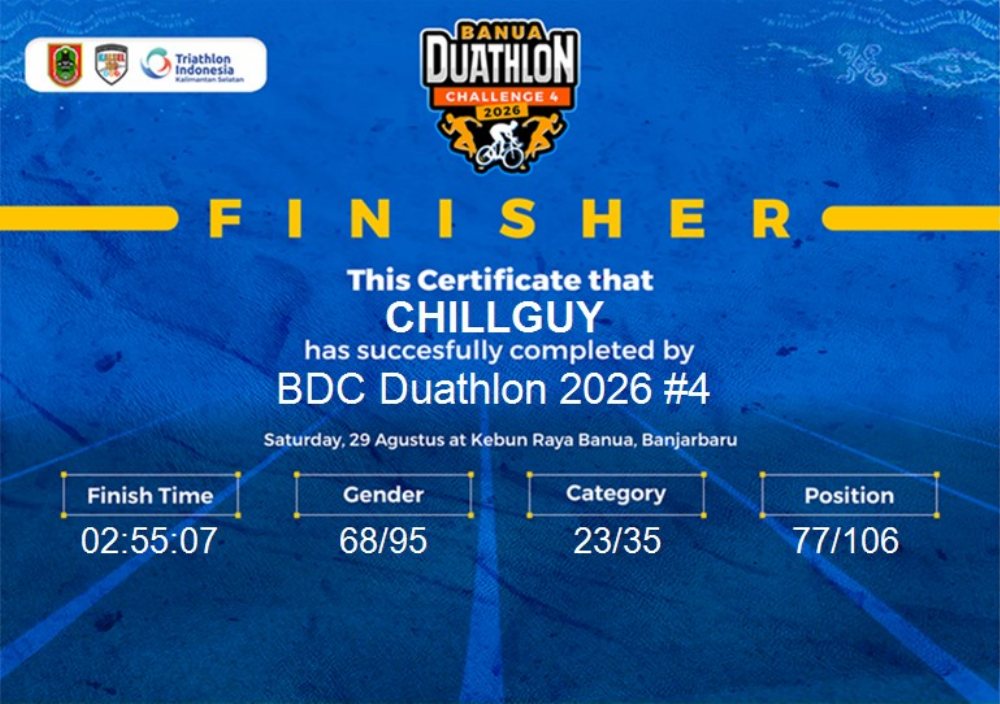 Triathlon
Indonesia
Kalimantan Selatan
BANUA
DUATHLON
CHALLENGE 4
2026
FINISHER
This Certificate that
CHILLGUY
has succesfully completed by
BDC Duathlon 2026 #4
Saturday, 29 Agustus at Kebun Raya Banua, Banjarbaru
Finish Time
Gender
Category
Position
02:55:07
68/95
23/35
77/106